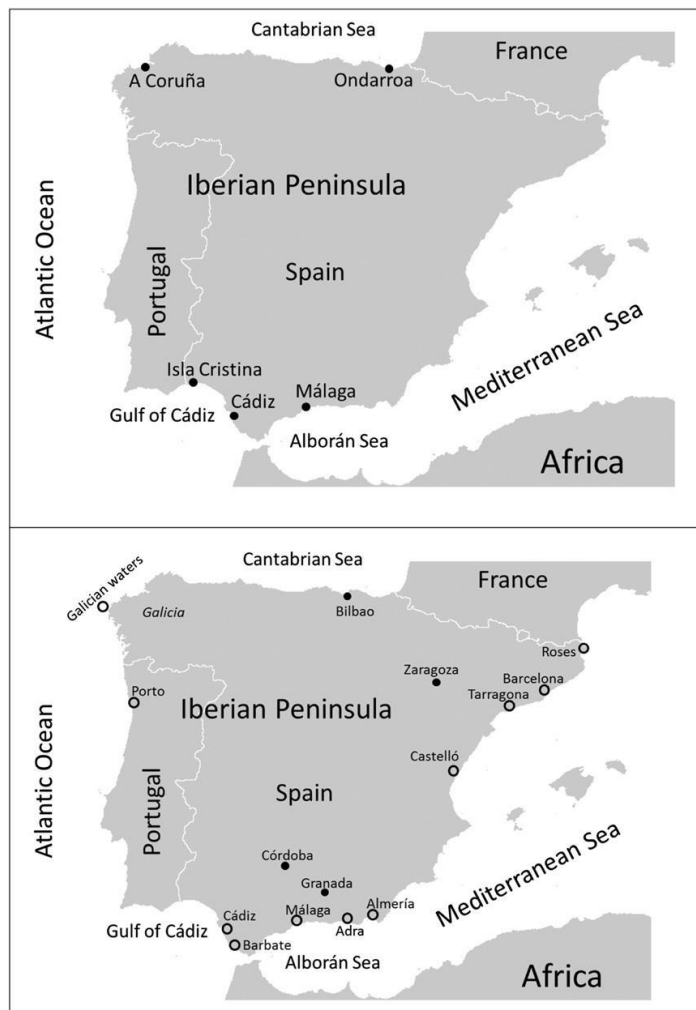 Cantabrian Sea
France
A Coruña
Ondarroa
Iberian Peninsula
Atlantic Ocean
Portugal
Spain
Mediterranean Sea
Isla Cristina
Cádiz
Málaga
Gulf of Cádiz
Alborán Sea
Africa
Cantabrian Sea
France
Galician waters
Galicia
Bilbao
Roses
Zaragoza
Barcelona
Porto
Tarragona
Iberian Peninsula
Atlantic Ocean
Castelló
Portugal
Spain
Mediterranean Sea
Córdoba
Granada
Cádiz
Málaga
Almería
Gulf of Cádiz
Adra
Barbate
Alborán Sea
Africa